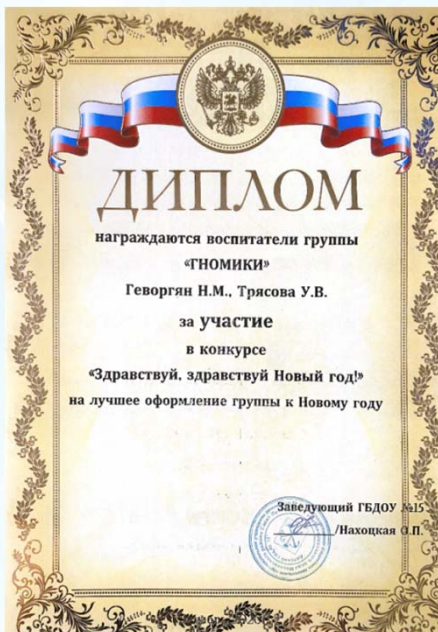 ДИПЛОМ
награждаются воспитатели группы
«ГНОМИКИ»
Геворгян Н.М., Трясова У.В.
за участие
в конкурсе
«Здравствуй, здравствуй Новый год!»
на лучшее оформление группы к Новому году
Заведующий ГБДОУ №15
/Нахоцкая О.П.